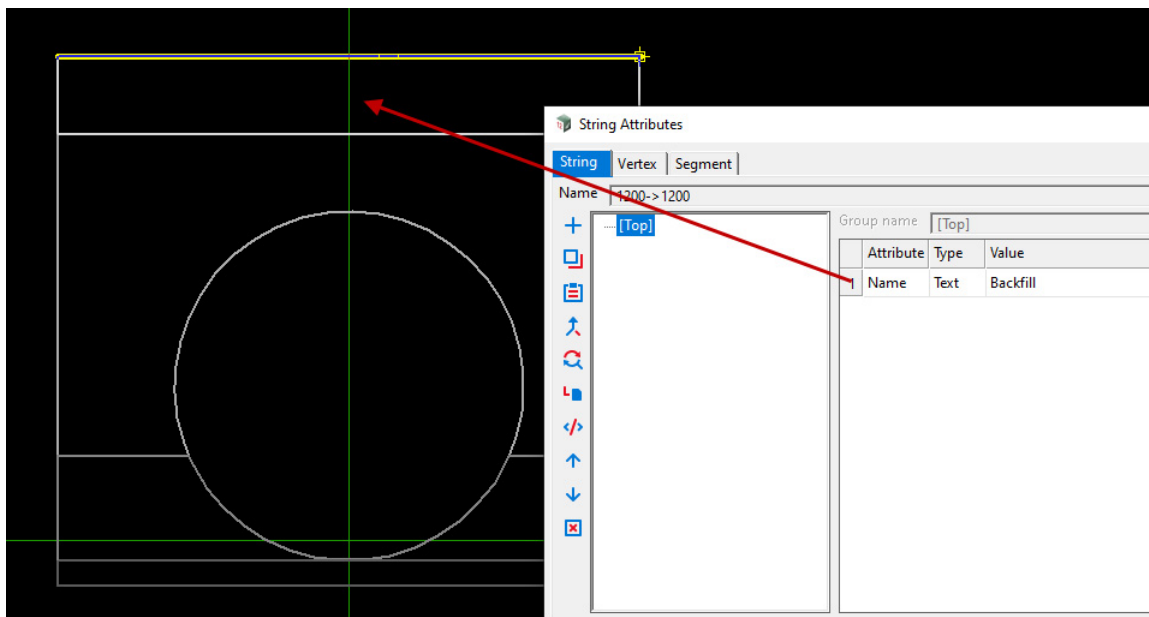 String Attributes
String Vertex Segment
Name 1200->1200
[Top]
Group name [Top]
Attribute Type Value
1 Name Text Backfill